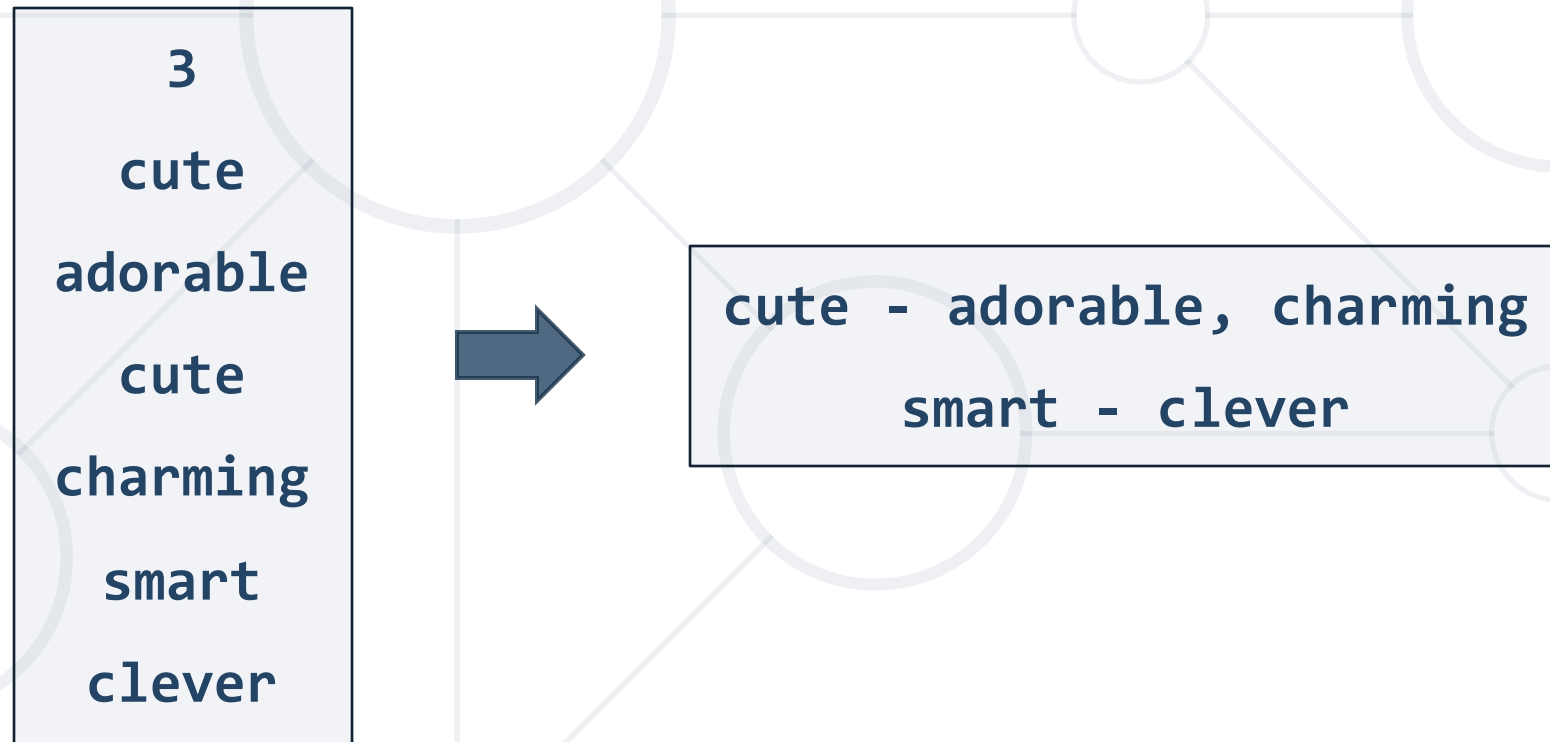 3
cute
adorable
cute
charming
smart
clever
cute - adorable, charming
smart - clever